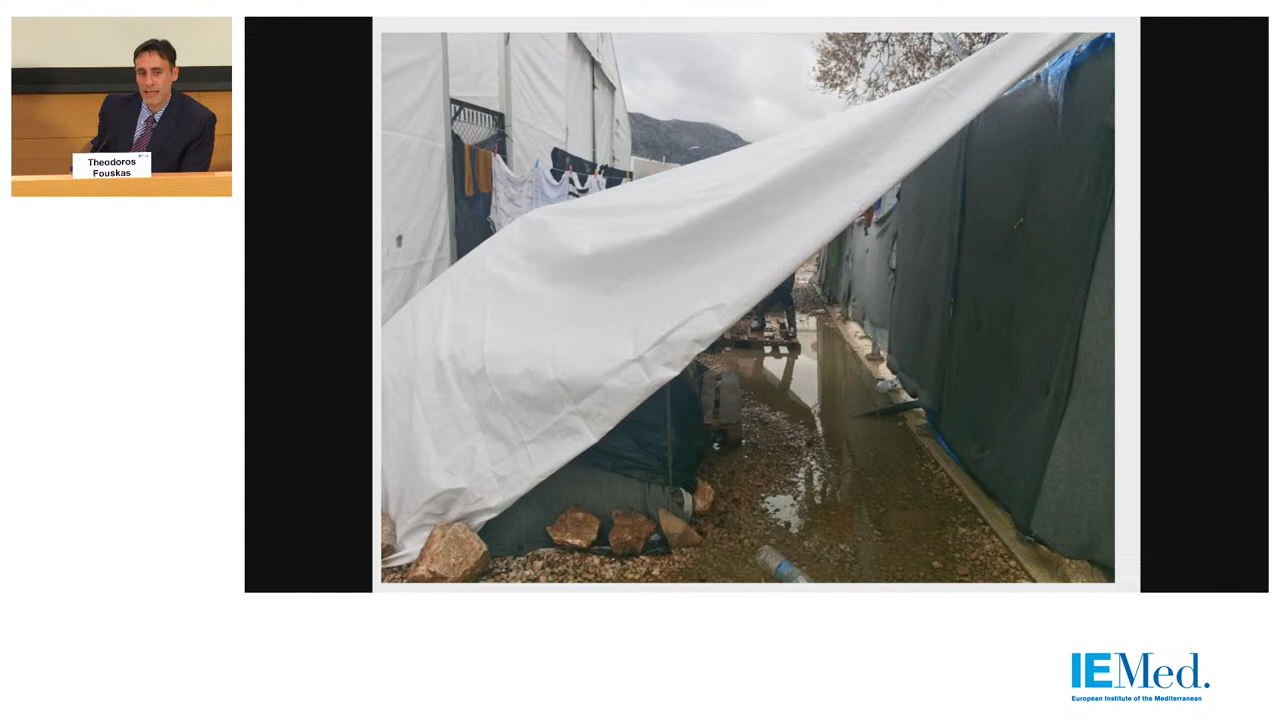 Theodoros
Fouskas
IEMed.
European Institute of the Mediterranean